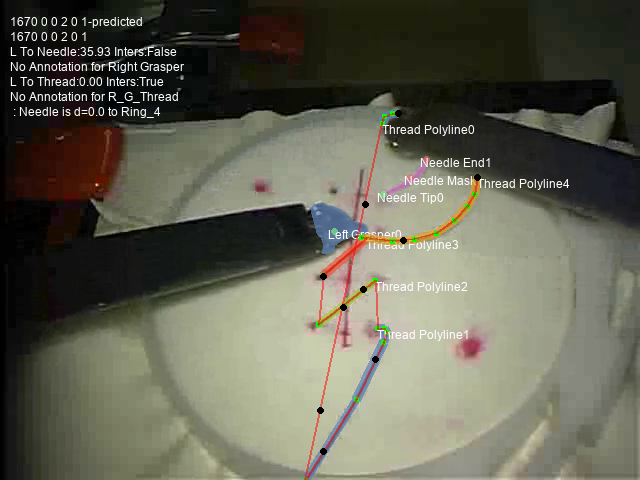 1670 0 0 2 0 1-predicted
1670 0 0 2 0 1
L To Needle:35.93 Inters:False
No Annotation for Right Grasper
L To Thread:0.00 Inters:True
No Annotation for R_G_Thread
: Needle is d=0.0 to Ring_4
Thread Polyline0
Needle End1
Needle Mask
Thread Polyline4
Needle Tip0
Left Grasper0
Thread Polyline3
Thread Polyline2
Thread Polyline1